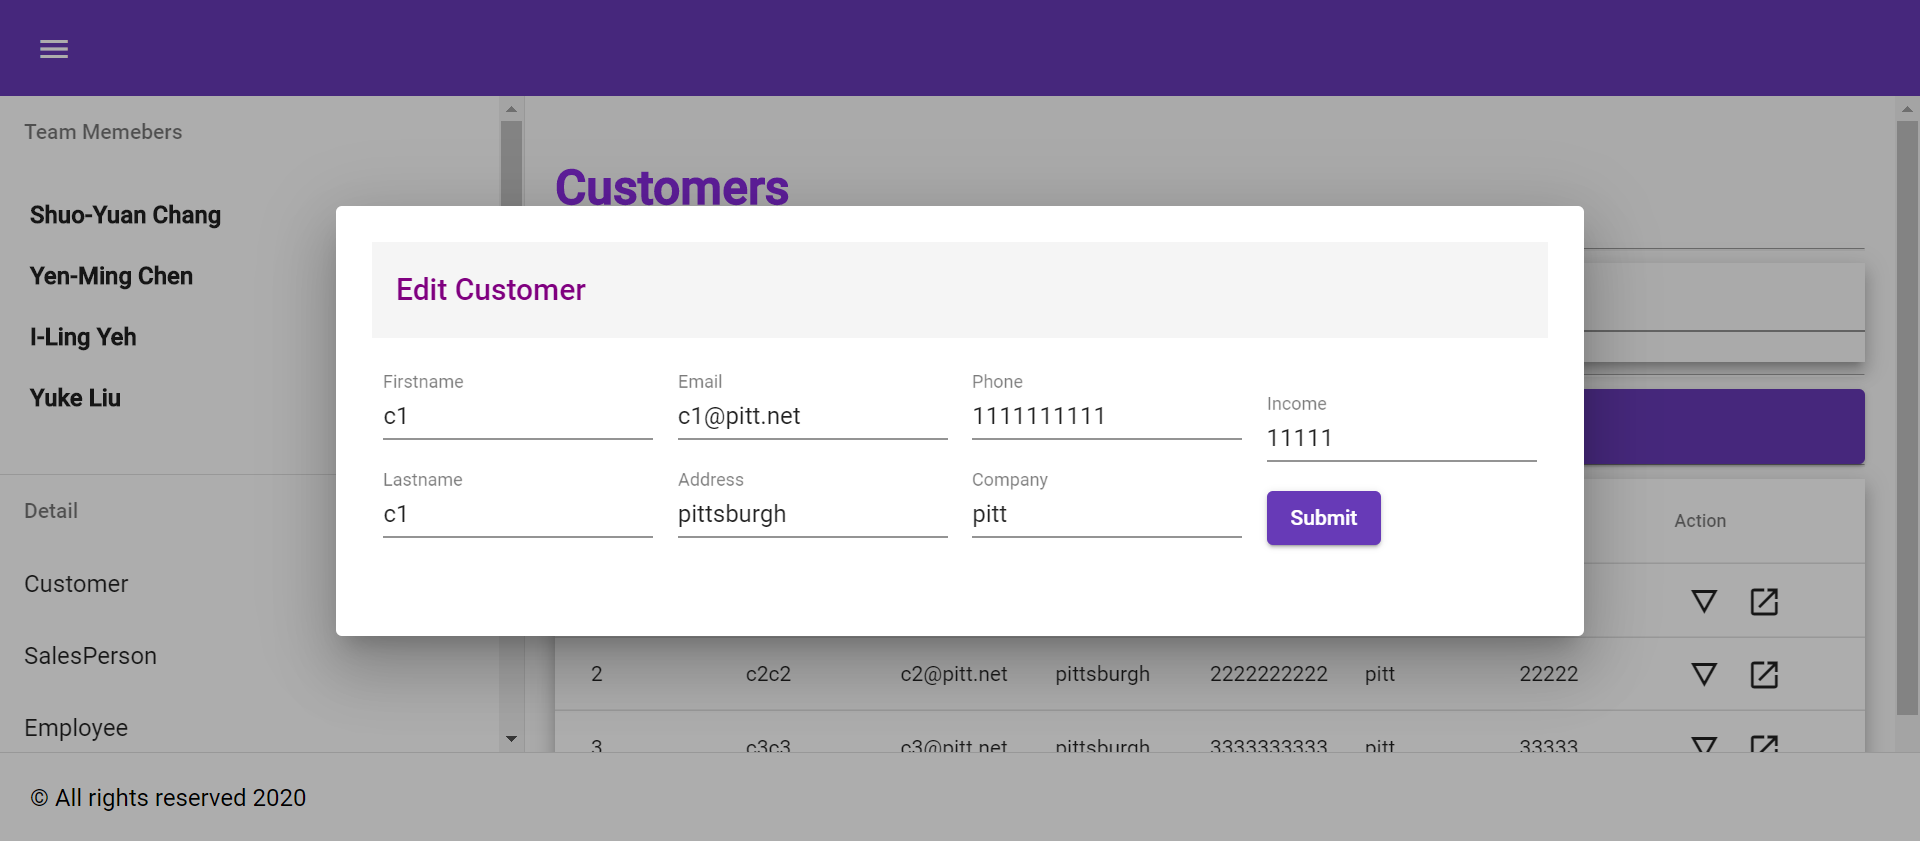 Team Memebers
Shuo-Yuan Chang
Yen-Ming Chen
I-Ling Yeh
Yuke Liu
Detail
Customer
SalesPerson
Employee
Customers
Edit Customer
Firstname
c1
Email
c1@pitt.net
Phone
1111111111
Income
11111
Lastname
c1
Address
pittsburgh
Company
pitt
Submit
Action
2 c2c2 c2@pitt.net pittsburgh 2222222222 pitt 22222
3 c3c3 c3@pitt.net pittsburgh 3333333333 pitt 33333
© All rights reserved 2020